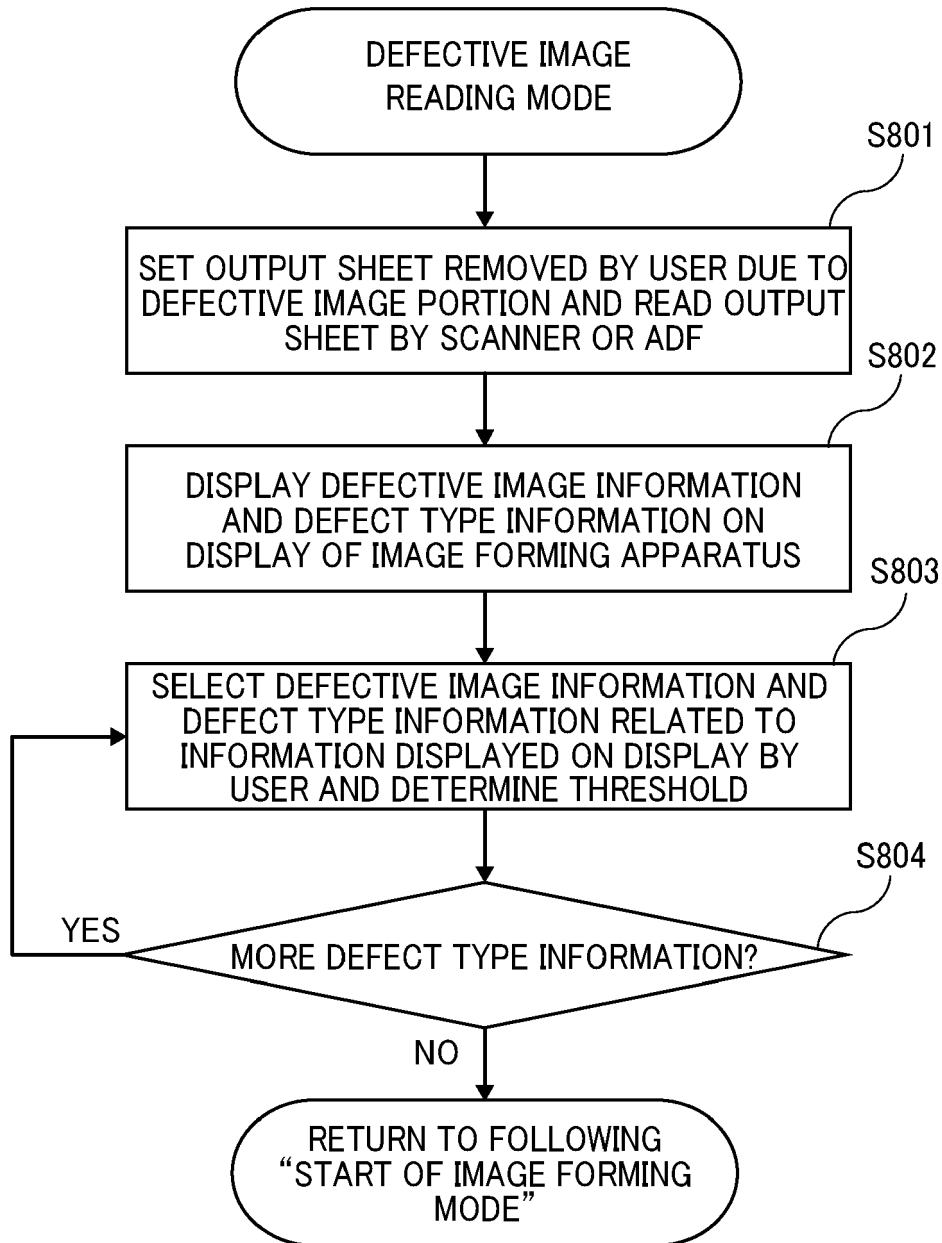 DEFECTIVE IMAGE
READING MODE
S801
SET OUTPUT SHEET REMOVED BY USER DUE TO
DEFECTIVE IMAGE PORTION AND READ OUTPUT
SHEET BY SCANNER OR ADF
S802
DISPLAY DEFECTIVE IMAGE INFORMATION
AND DEFECT TYPE INFORMATION ON
DISPLAY OF IMAGE FORMING APPARATUS
S803
SELECT DEFECTIVE IMAGE INFORMATION AND
DEFECT TYPE INFORMATION RELATED TO
INFORMATION DISPLAYED ON DISPLAY BY
USER AND DETERMINE THRESHOLD
S804
YES
MORE DEFECT TYPE INFORMATION?
NO
RETURN TO FOLLOWING
“START OF IMAGE FORMING
MODE”